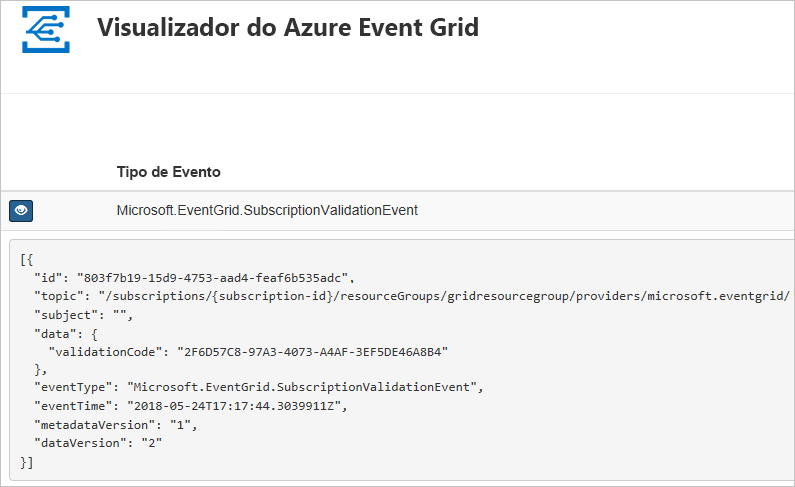 Visualizador do Azure Event Grid
Tipo de Evento
Microsoft.EventGrid.SubscriptionValidationEvent
[{
  "id": "803f7b19-15d9-4753-aad4-feaf6b535adc",
  "topic": "/subscriptions/{subscription-id}/resourceGroups/gridresourcegroup/providers/microsoft.eventgrid/
  "subject": "",
  "data": {
    "validationCode": "2F6D57C8-97A3-4073-A4AF-3EF5DE46A8B4"
  },
  "eventType": "Microsoft.EventGrid.SubscriptionValidationEvent",
  "eventTime": "2018-05-24T17:17:44.3039911Z",
  "metadataVersion": "1",
  "dataVersion": "2"
}]